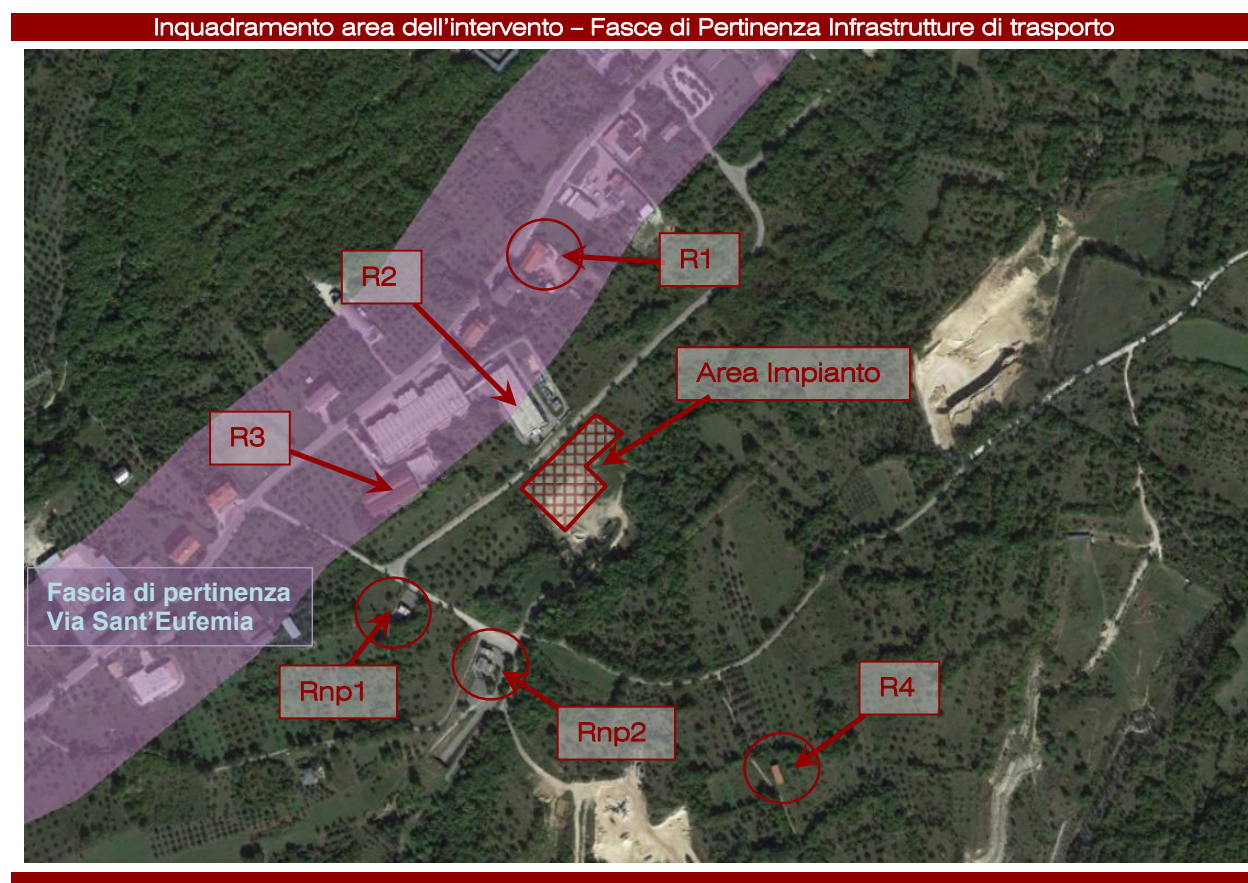 Inquadramento area dell'intervento – Fasce di Pertinenza Infrastrutture di trasporto
R1
R2
Area Impianto
R3
Fascia di pertinenza
Via Sant'Eufemia
Rnp1
R4
Rnp2